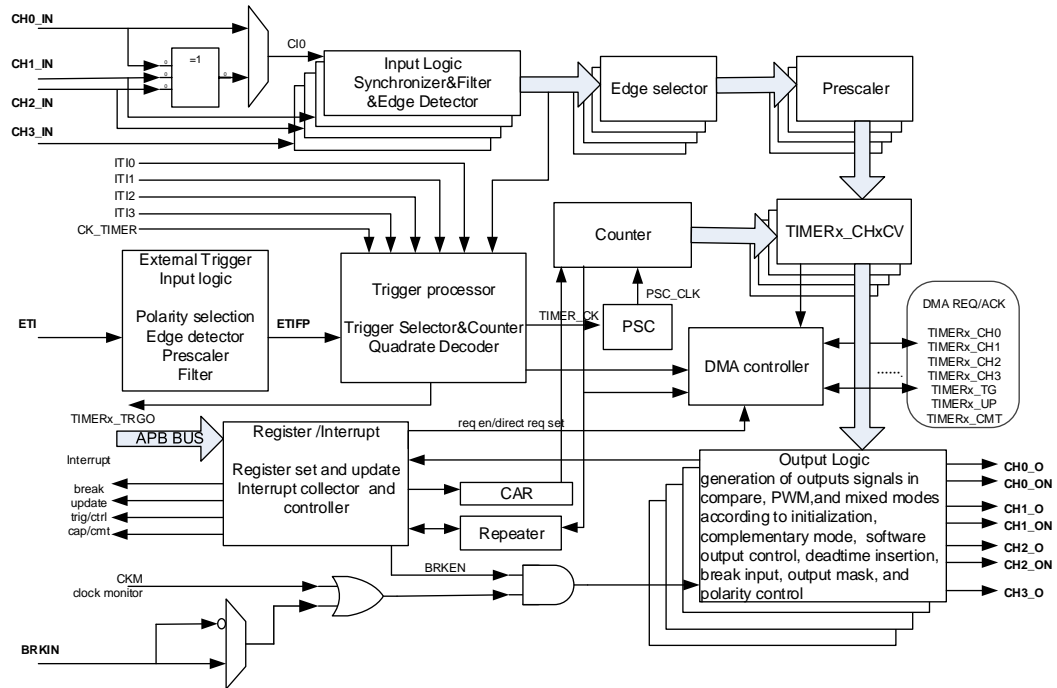 CH0_IN
CH1_IN
CH2_IN
CH3_IN
=1
CI0
Input Logic
Synchronizer&Filter
&Edge Detector
Edge selector
Prescaler
ITI0
ITI1
ITI2
ITI3
CK_TIMER
Counter
TIMERx_CHxCV
External Trigger
Input logic
Polarity selection
Edge detector
Prescaler
Filter
ETI
ETIFP
Trigger processor
Trigger Selector&Counter
Quadrate Decoder
TIMER_CK
PSC_CLK
PSC
DMA controller
DMA REQ/ACK
TIMERx_CH0
TIMERx_CH1
TIMERx_CH2
TIMERx_CH3
TIMERx_TG
TIMERx_UP
TIMERx_CMT
.......
TIMERx_TRGO
APB BUS
Register /Interrupt
Register set and update
Interrupt collector and
controller
req en/direct req set
Interrupt
break
update
trig/ctrl
cap/cmt
CAR
Repeater
Output Logic
generation of outputs signals in
compare, PWM,and mixed modes
according to initialization,
complementary mode, software
output control, deadtime insertion,
break input, output mask, and
polarity control
CH0_O
CH0_ON
CH1_O
CH1_ON
CH2_O
CH2_ON
CH3_O
BRKEN
CKM
clock monitor
BRKIN